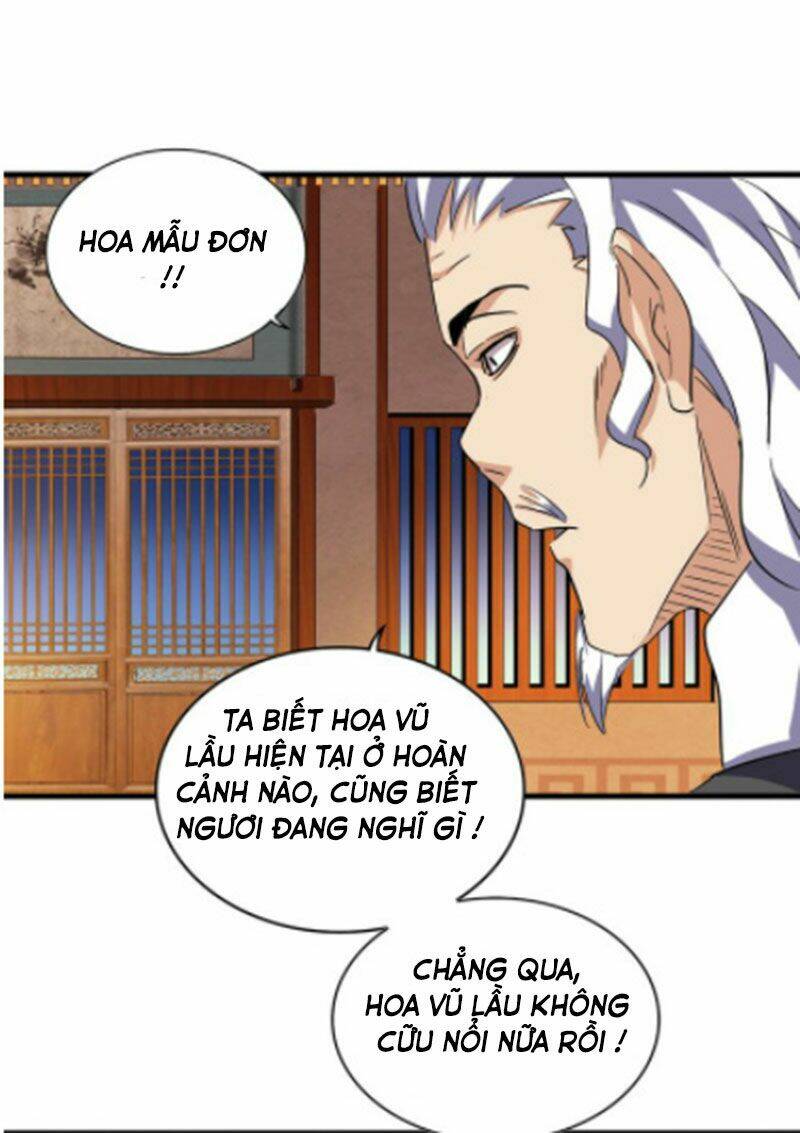 HOA MẪU ĐƠN
!!
TA BIẾT HOA VŨ
LẦU HIỆN TẠI Ở HOÀN
CẢNH NÀO, CŨNG BIẾT
NGƯƠI ĐANG NGHĨ GÌ !
CHẲNG QUA,
HOA VŨ LẦU KHÔNG
CỨU NỔI NỮA RỒI !